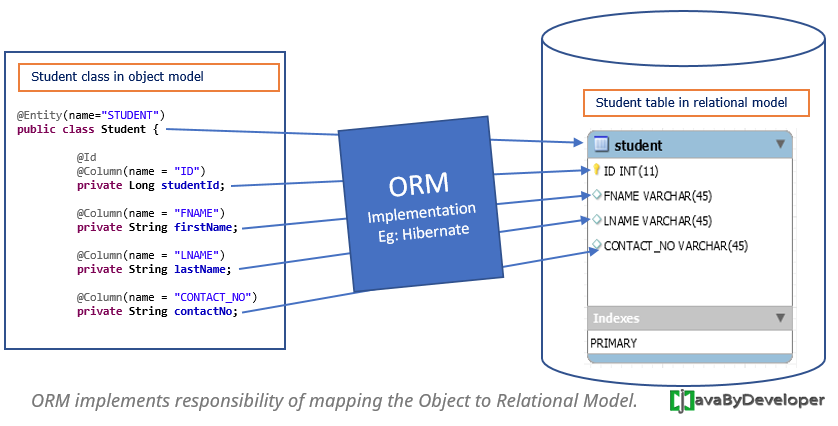 Student class in object model
@Entity(name="STUDENT")
public class Student {
@Id
@Column(name = "ID")
private Long studentId;
@Column(name = "FNAME")
private String firstName;
@Column(name = "LNAME")
private String lastName;
@Column(name = "CONTACT_NO")
private String contactNo;
ORM
Implementation
Eg: Hibernate
Student table in relational model
student
ID INT(11)
FNAME VARCHAR(45)
LNAME VARCHAR(45)
CONTACT_NO VARCHAR(45)
Indexes
PRIMARY
ORM implements responsibility of mapping the Object to Relational Model.
JavaByDeveloper